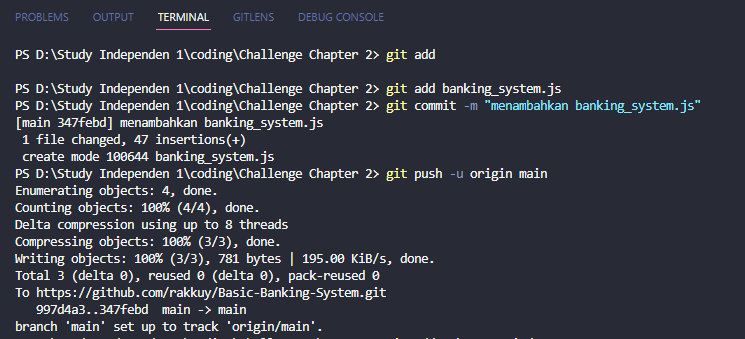 PROBLEMS OUTPUT TERMINAL GITLENS DEBUG CONSOLE
PS D:\Study Independen 1\coding\Challenge Chapter 2> git add
PS D:\Study Independen 1\coding\Challenge Chapter 2> git add banking_system.js
PS D:\Study Independen 1\coding\Challenge Chapter 2> git commit -m "menambahkan banking_system.js"
[main 347febd] menambahkan banking_system.js
1 file changed, 47 insertions(+)
create mode 100644 banking_system.js
PS D:\Study Independen 1\coding\Challenge Chapter 2> git push -u origin main
Enumerating objects: 4, done.
Counting objects: 100% (4/4), done.
Delta compression using up to 8 threads
Compressing objects: 100% (3/3), done.
Writing objects: 100% (3/3), 781 bytes | 195.00 KiB/s, done.
Total 3 (delta 0), reused 0 (delta 0), pack-reused 0
To https://github.com/rakkuy/Basic-Banking-System.git
997d4a3..347febd main -> main
branch 'main' set up to track 'origin/main'.